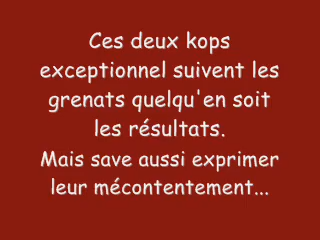 Ces deux kops
exceptionnel suivent les
grenats quelqu'en soit
les résultats.
Mais save aussi exprimer
leur mécontentement...